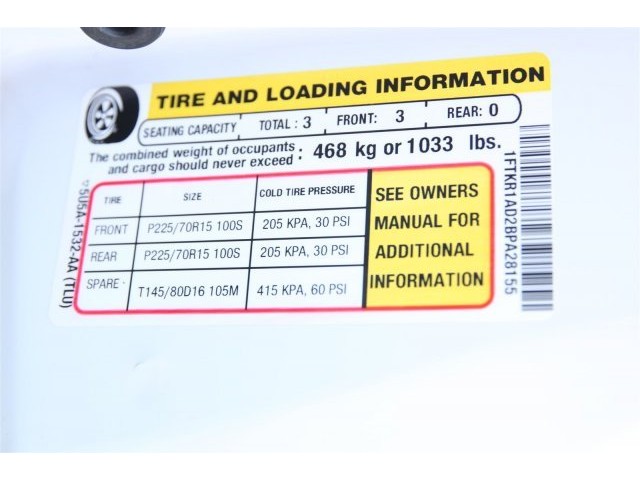 TIRE AND LOADING INFORMATION
SEATING CAPACITY TOTAL : 3 FRONT: 3 REAR: 0
The combined weight of occupants
and cargo should never exceed : 468 kg or 1033 lbs.
TIRE SIZE COLD TIRE PRESSURE
FRONT P225/70R15 100S 205 KPA, 30 PSI
REAR P225/70R15 100S 205 KPA, 30 PSI
SPARE T145/80D16 105M 415 KPA, 60 PSI
SEE OWNERS
MANUAL FOR
ADDITIONAL
INFORMATION
5U5A-1532-AA (TLU)
1FTKR1AD2BPA28155